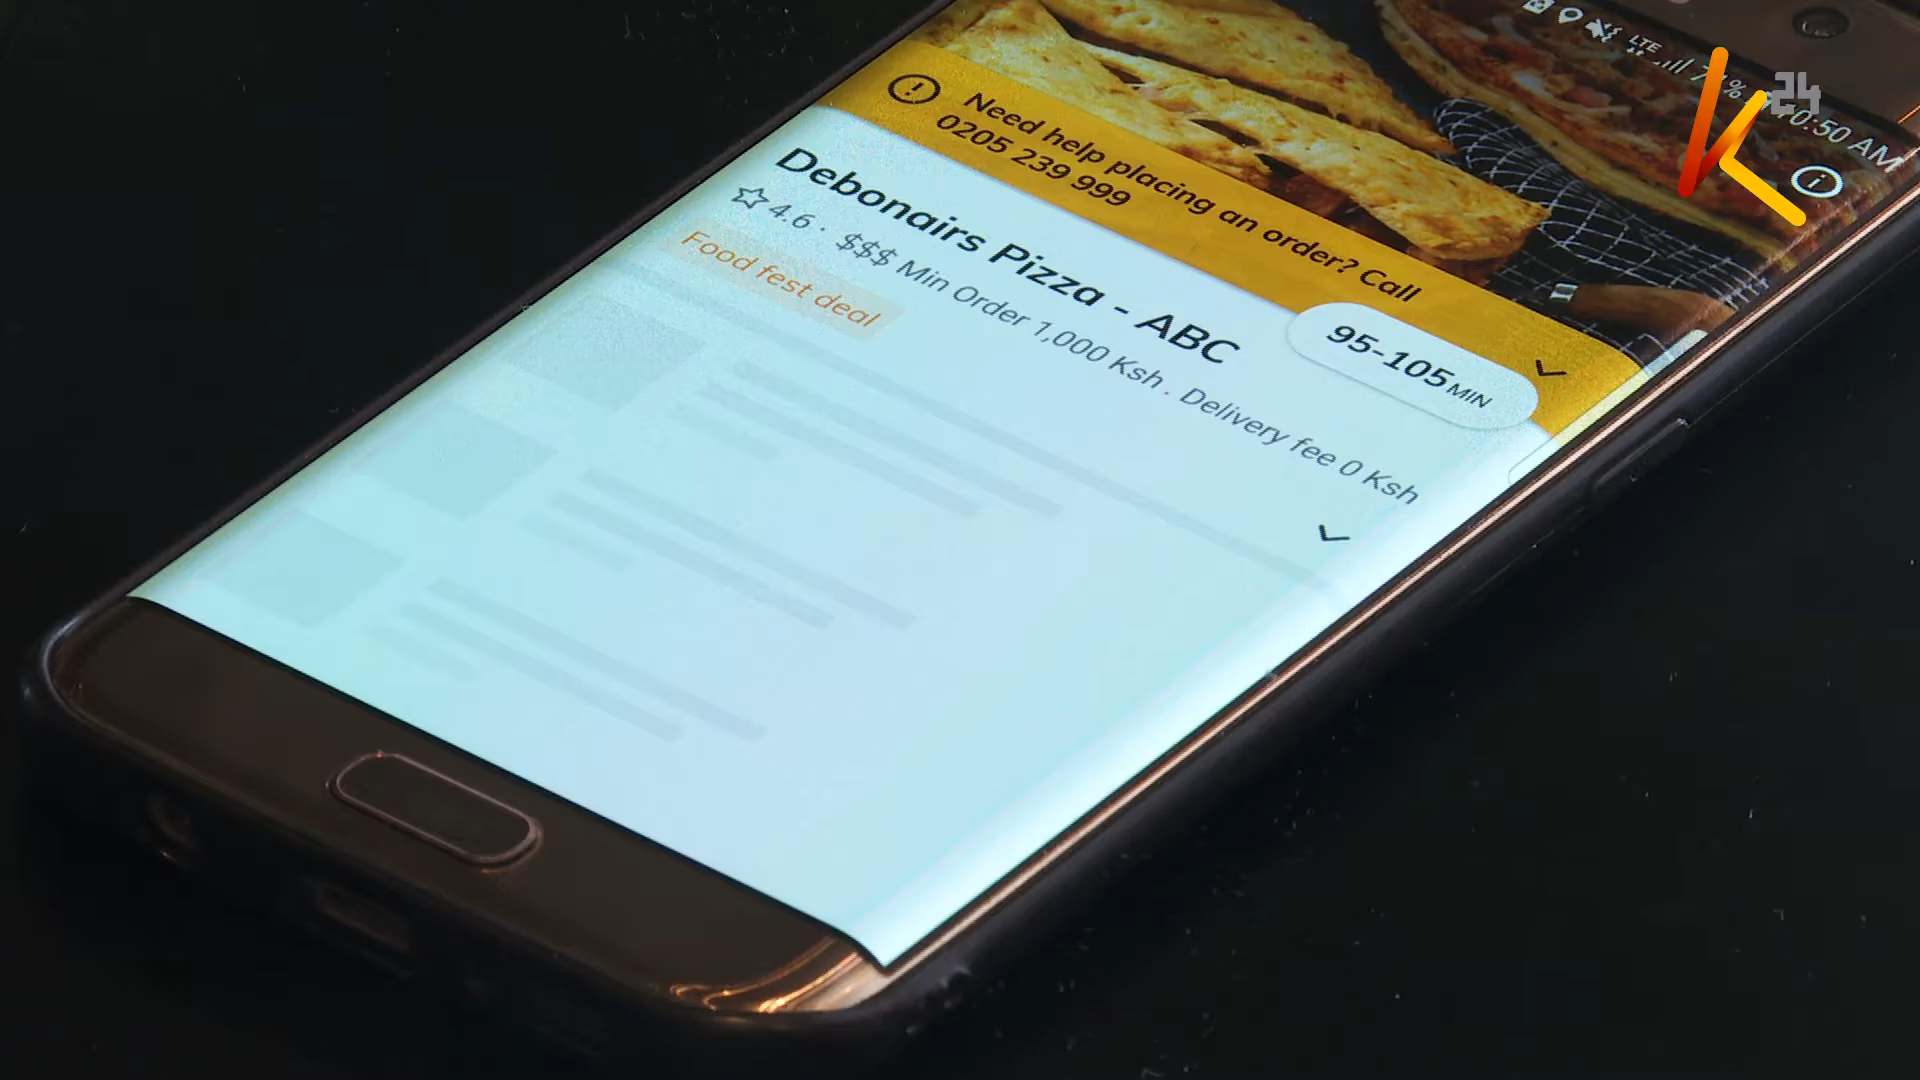 LTE
10:50 AM
24
Need help placing an order? Call
0205 239 999
95-105 MIN
Debonairs Pizza - ABC
4.6 · $$$ Min Order 1,000 Ksh . Delivery fee 0 Ksh
Food fest deal